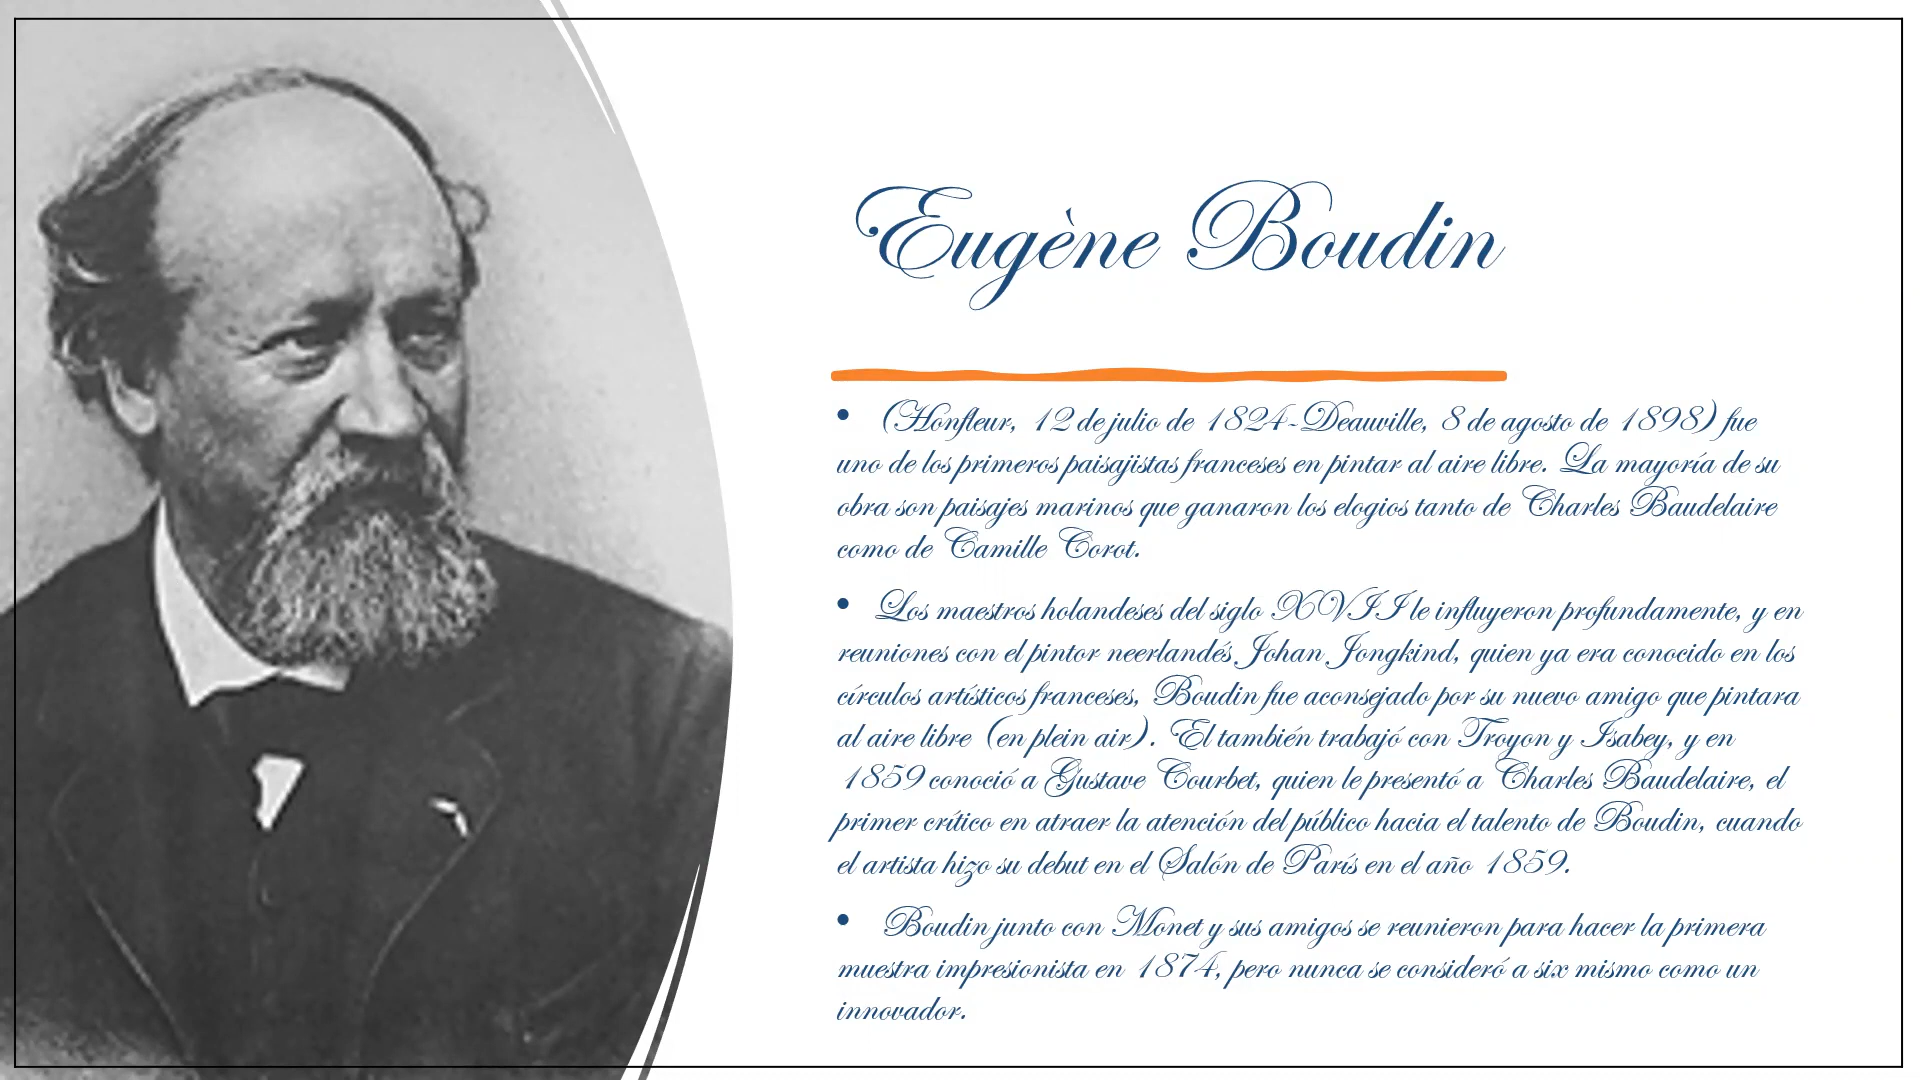 Eugène Boudin
• (Honfleur, 12 de julio de 1824-Deauville, 8 de agosto de 1898) fue
uno de los primeros paisajistas franceses en pintar al aire libre. La mayoría de su
obra son paisajes marinos que ganaron los elogios tanto de Charles Baudelaire
como de Camille Corot.
• Los maestros holandeses del siglo XVII le influyeron profundamente, y en
reuniones con el pintor neerlandés Johan Jongkind, quien ya era conocido en los
círculos artísticos franceses, Boudin fue aconsejado por su nuevo amigo que pintara
al aire libre (en plein air). El también trabajó con Troyon y Isabey, y en
1859 conoció a Gustave Courbet, quien le presentó a Charles Baudelaire, el
primer crítico en atraer la atención del público hacia el talento de Boudin, cuando
el artista hizo su debut en el Salón de París en el año 1859.
• Boudin junto con Monet y sus amigos se reunieron para hacer la primera
muestra impresionista en 1874, pero nunca se consideró a six mismo como un
innovador.